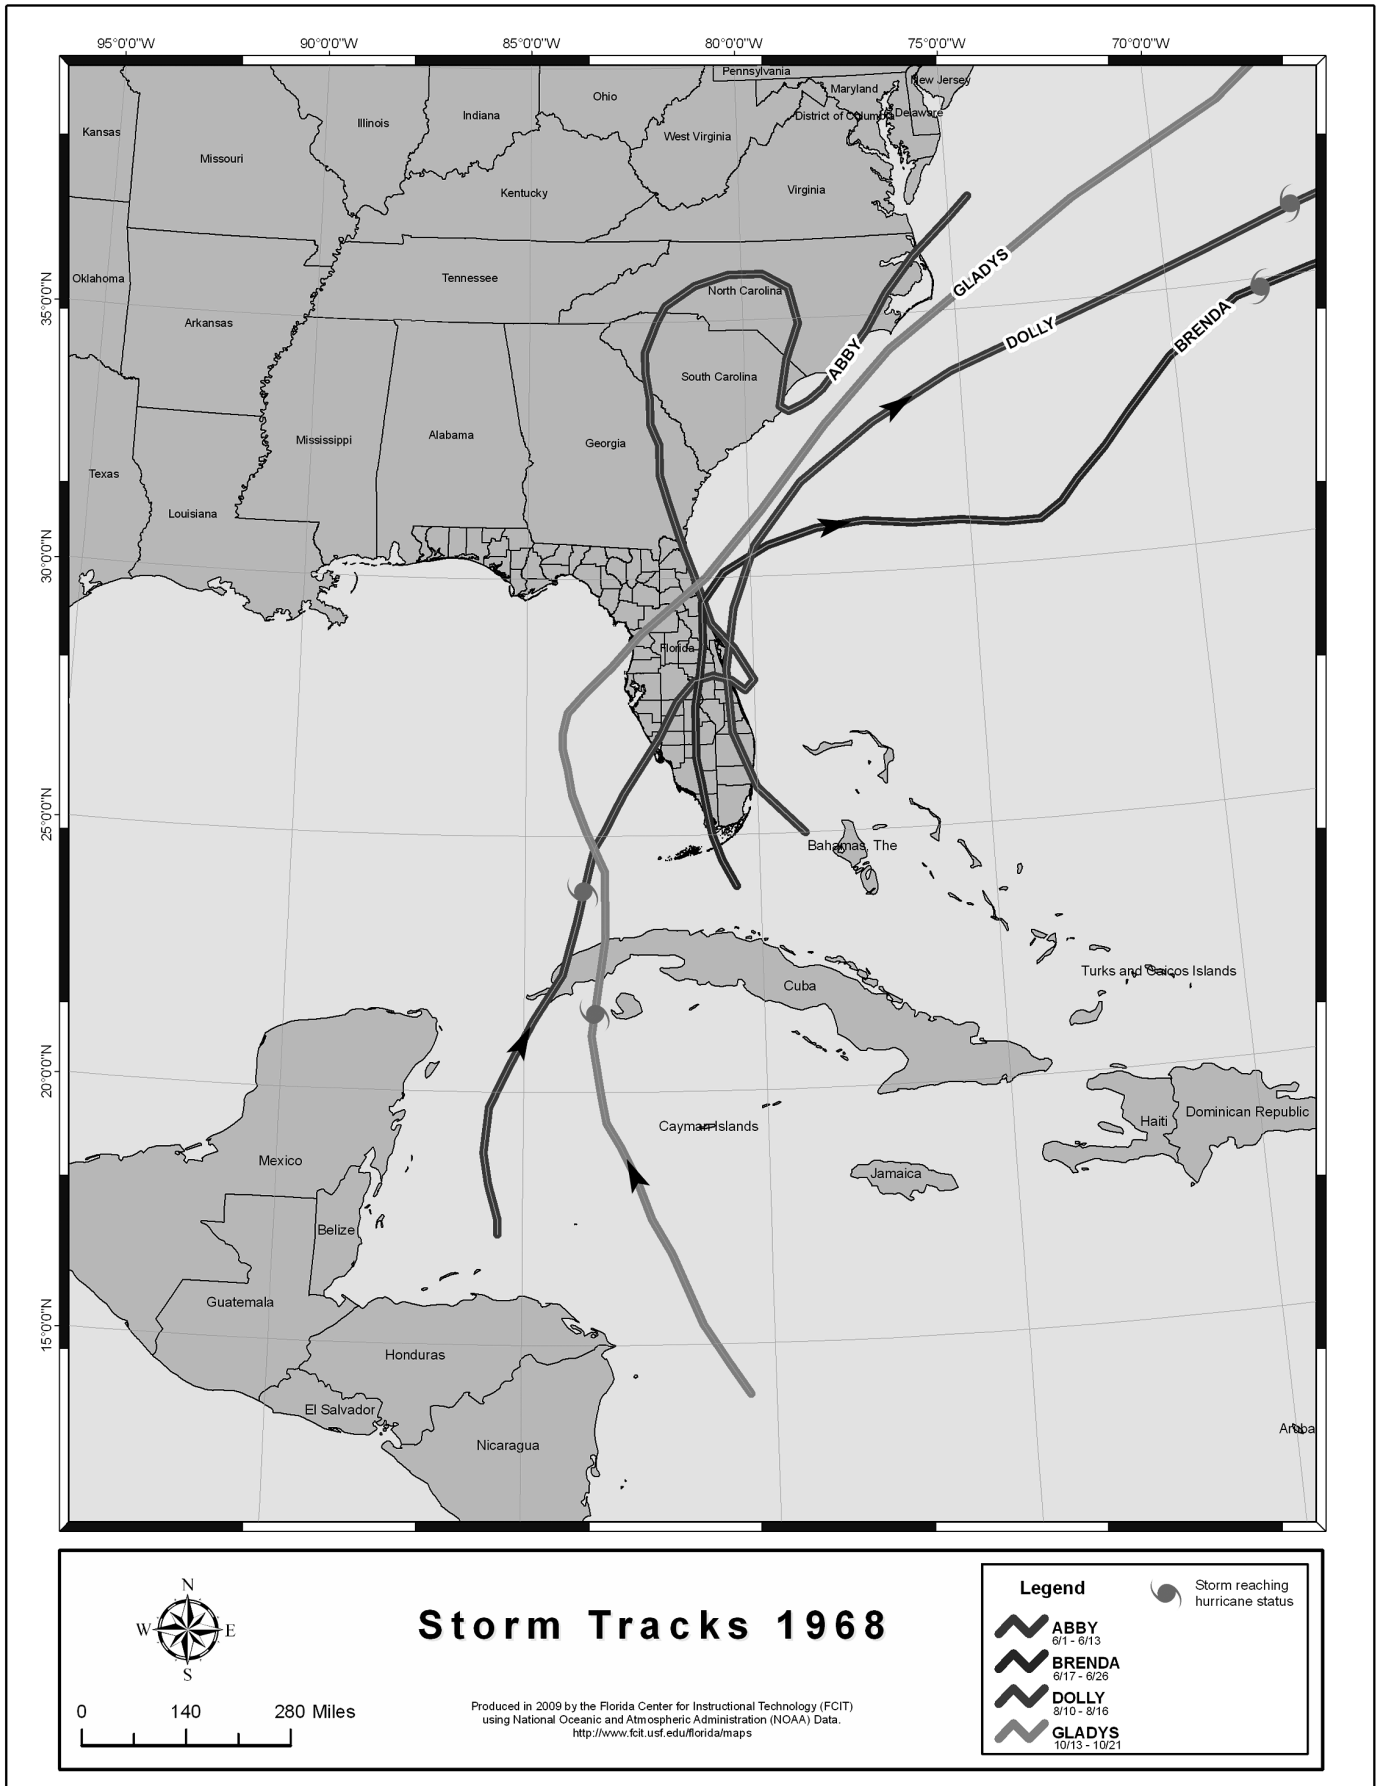 95°0'0"W 90°0'0"W 85°0'0"W 80°0'0"W 75°0'0"W 70°0'0"W
Pennsylvania
New Jersey
Maryland
Ohio
Delaware
Indiana
District of Columbia
Illinois
Kansas
West Virginia
Missouri
Virginia
Kentucky
GLADYS
Oklahoma
Tennessee
North Carolina
35°0'0"N
Arkansas
BRENDA
DOLLY
ABBY
South Carolina
Alabama
Mississippi
Georgia
Texas
Louisiana
30°0'0"N
Florida
25°0'0"N
Bahamas, The
Turks and Caicos Islands
Cuba
20°0'0"N
Dominican Republic
Haiti
Cayman Islands
Mexico
Jamaica
Belize
Guatemala
15°0'0"N
Honduras
El Salvador
Aruba
Nicaragua
N
W E
S
0 140 280 Miles
Storm Tracks 1968
Produced in 2009 by the Florida Center for Instructional Technology (FCIT)
using National Oceanic and Atmospheric Administration (NOAA) Data.
http://www.fcit.usf.edu/florida/maps
Legend
Storm reaching
hurricane status
ABBY
6/1 - 6/13
BRENDA
6/17 - 6/26
DOLLY
8/10 - 8/16
GLADYS
10/13 - 10/21